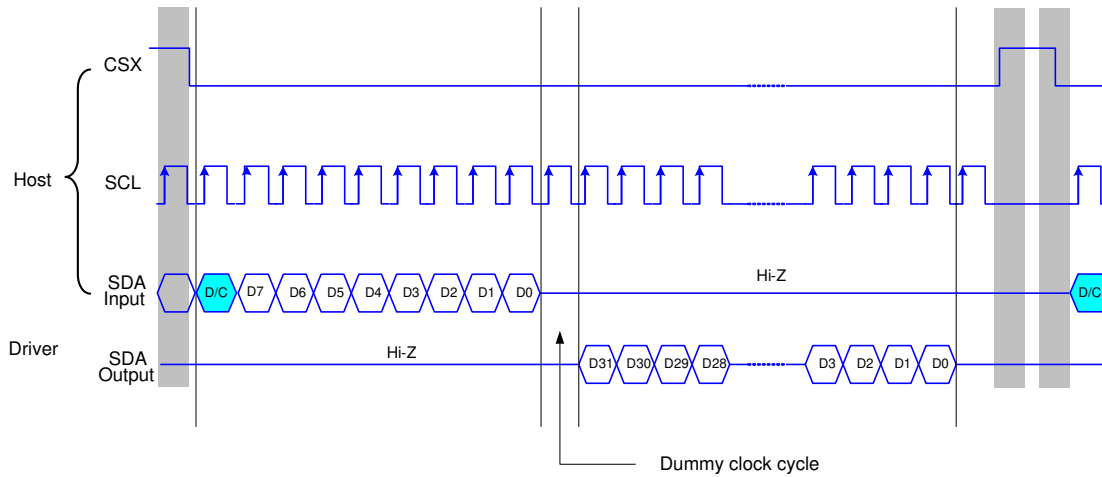 CSX
Host
SCL
SDA
Input
D/C D7 D6 D5 D4 D3 D2 D1 D0
Hi-Z
D/C
Driver
SDA
Output
Hi-Z
D31 D30 D29 D28
D3 D2 D1 D0
Dummy clock cycle